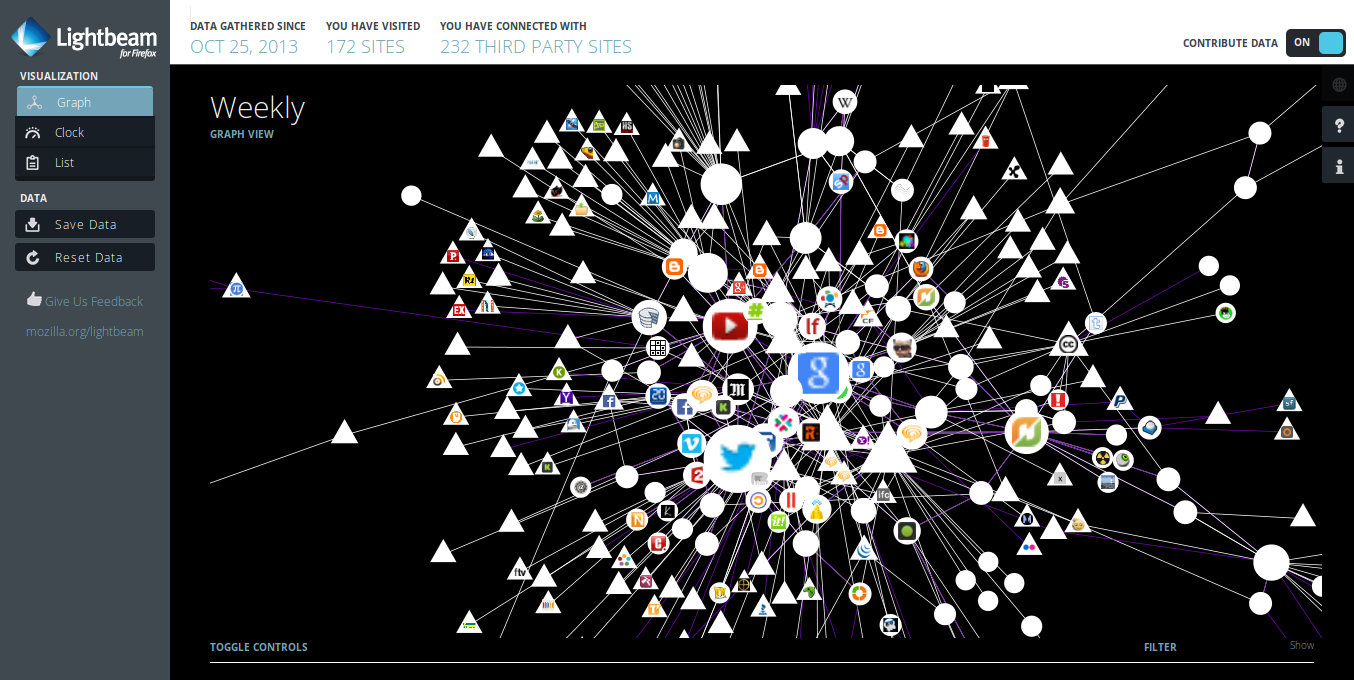 Lightbeam
for Firefox
VISUALIZATION
Graph
Clock
List
DATA
Save Data
Reset Data
Give Us Feedback
mozilla.org/lightbeam
DATA GATHERED SINCE
OCT 25, 2013
YOU HAVE VISITED
172 SITES
YOU HAVE CONNECTED WITH
232 THIRD PARTY SITES
CONTRIBUTE DATA
ON
Weekly
GRAPH VIEW
TOGGLE CONTROLS
FILTER
Show